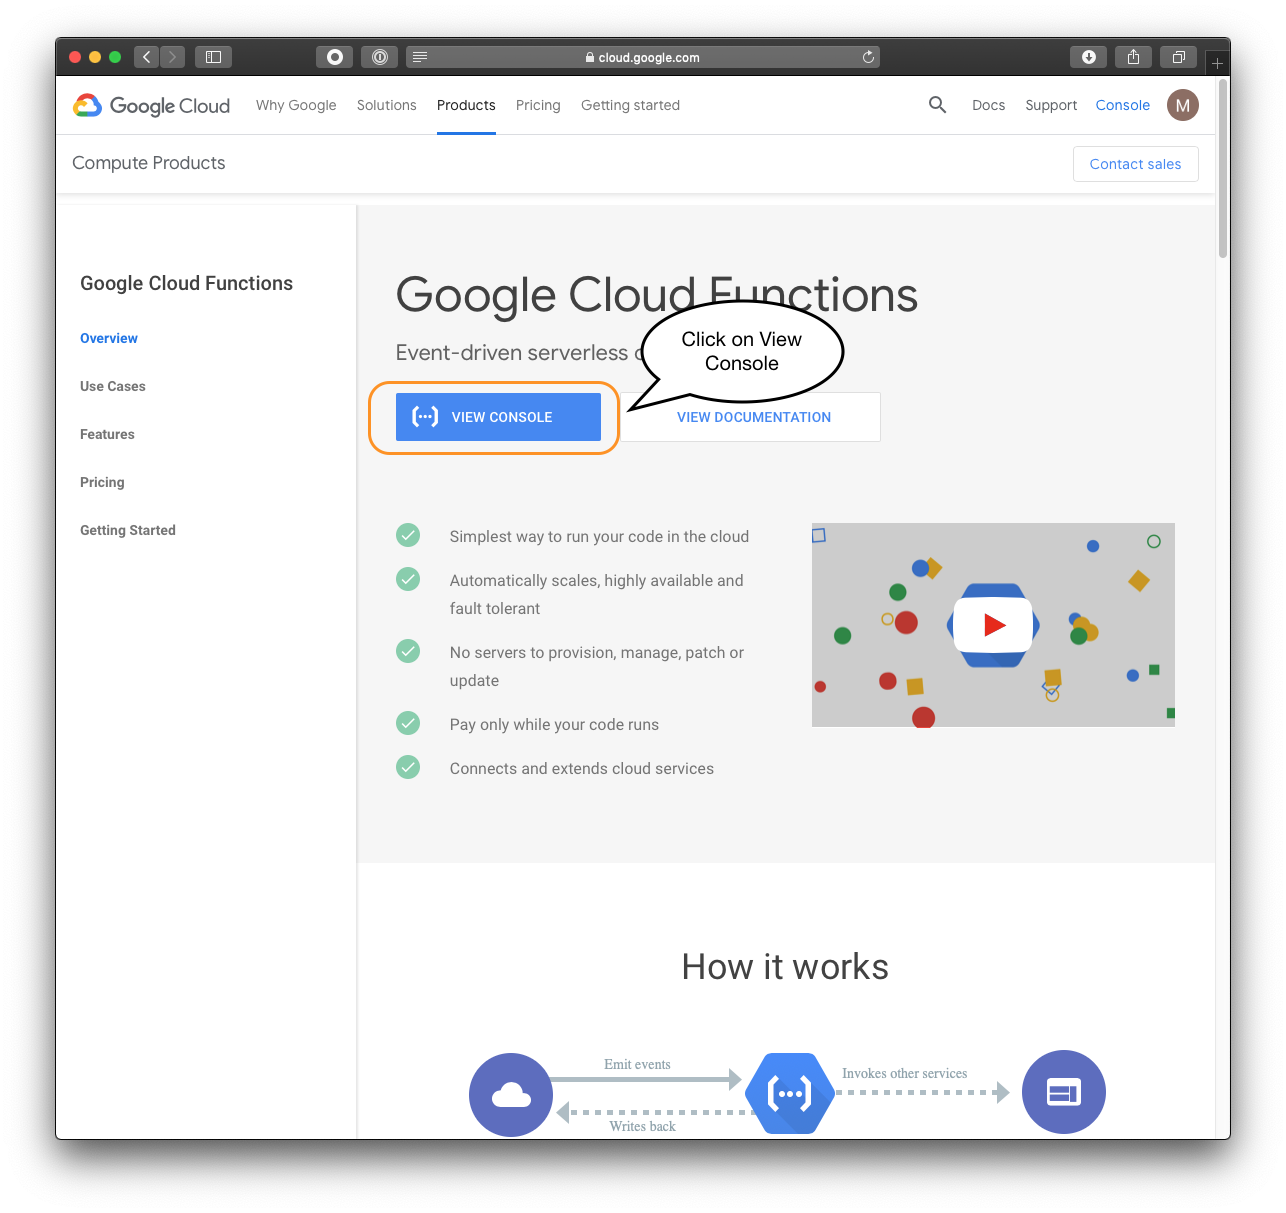 cloud.google.com
Google Cloud
Why Google
Solutions
Products
Pricing
Getting started
Docs
Support
Console
M
Compute Products
Contact sales
Google Cloud Functions
Overview
Use Cases
Features
Pricing
Getting Started
Google Cloud Functions
Event-driven serverless
Click on View
Console
VIEW CONSOLE
VIEW DOCUMENTATION
Simplest way to run your code in the cloud
Automatically scales, highly available and
fault tolerant
No servers to provision, manage, patch or
update
Pay only while your code runs
Connects and extends cloud services
How it works
Emit events
Invokes other services
Writes back